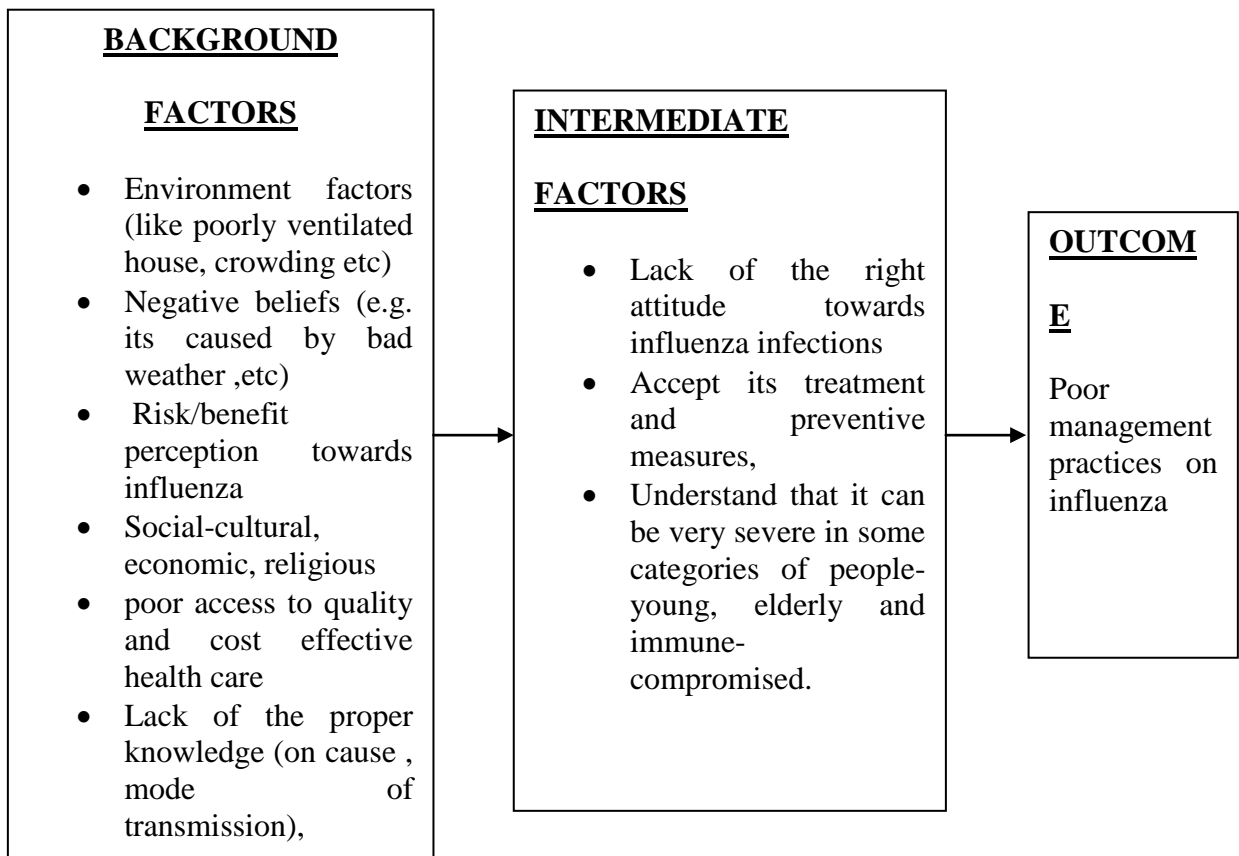 BACKGROUND
FACTORS
• Environment factors
(like poorly ventilated
house, crowding etc)
• Negative beliefs (e.g.
its caused by bad
weather ,etc)
• Risk/benefit
perception towards
influenza
• Social-cultural,
economic, religious
• poor access to quality
and cost effective
health care
• Lack of the proper
knowledge (on cause ,
mode of
transmission),
INTERMEDIATE
FACTORS
• Lack of the right
attitude towards
influenza infections
• Accept its treatment
and preventive
measures,
• Understand that it can
be very severe in some
categories of people-
young, elderly and
immune-
compromised.
OUTCOM
E
Poor
management
practices on
influenza